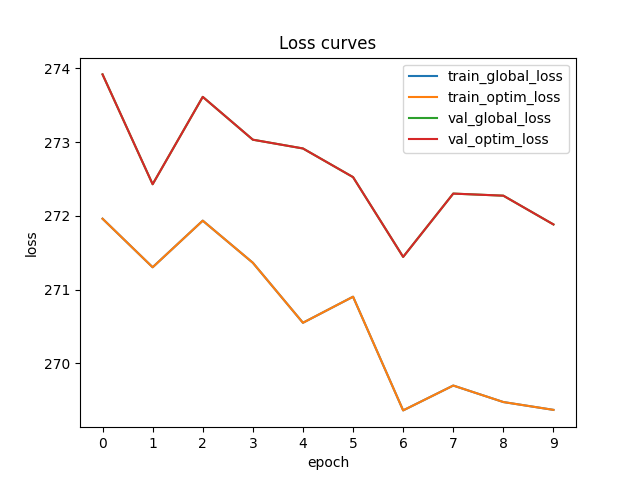 Loss curves
train_global_loss
train_optim_loss
val_global_loss
val_optim_loss
274
273
272
271
270
loss
0 1 2 3 4 5 6 7 8 9
epoch